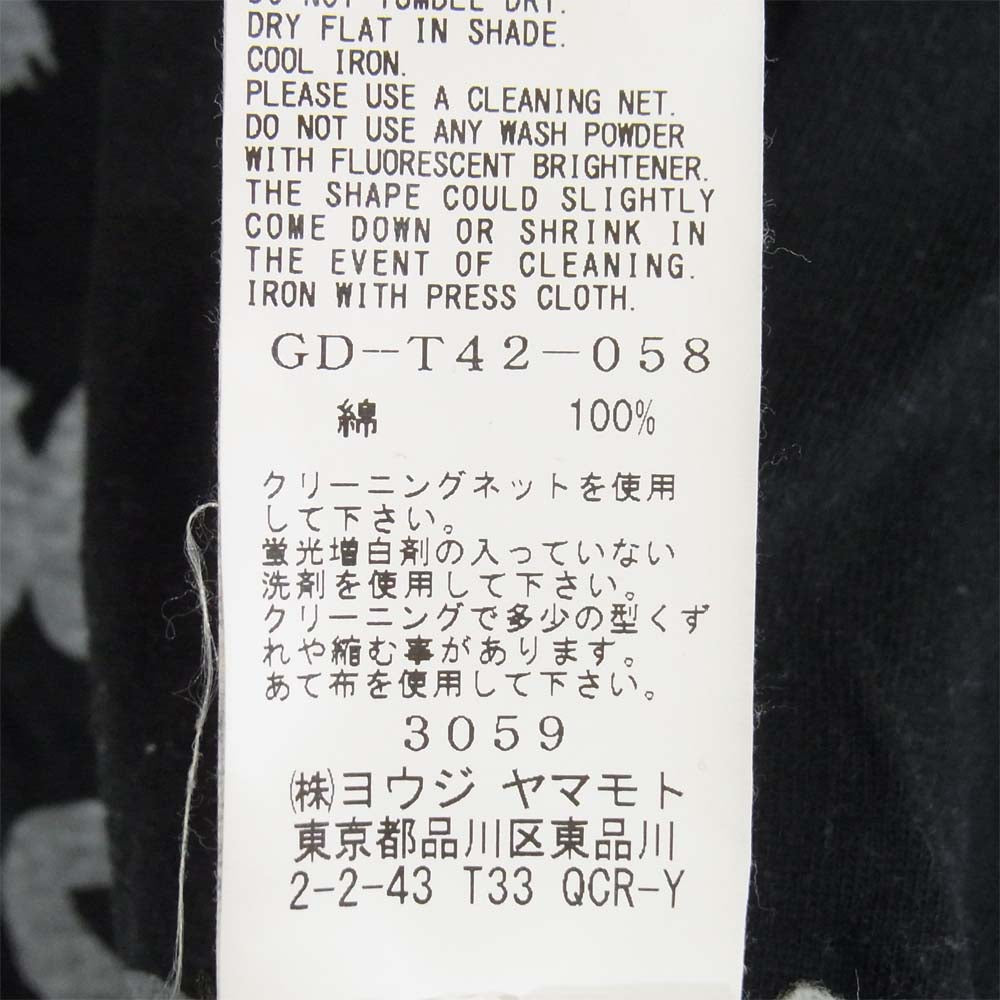 DO NOT TUMBLE DRY.
DRY FLAT IN SHADE.
COOL IRON.
PLEASE USE A CLEANING NET.
DO NOT USE ANY WASH POWDER
WITH FLUORESCENT BRIGHTENER.
THE SHAPE COULD SLIGHTLY
COME DOWN OR SHRINK IN
THE EVENT OF CLEANING.
IRON WITH PRESS CLOTH.
GD-T42-058
綿 100%
クリーニングネットを使用
して下さい。
蛍光増白剤の入っていない
洗剤を使用して下さい。
クリーニングで多少の型くず
れや縮む事があります。
あて布を使用して下さい。
3059
㈱ヨウジ ヤマモト
東京都品川区東品川
2-2-43 T33 QCR-Y